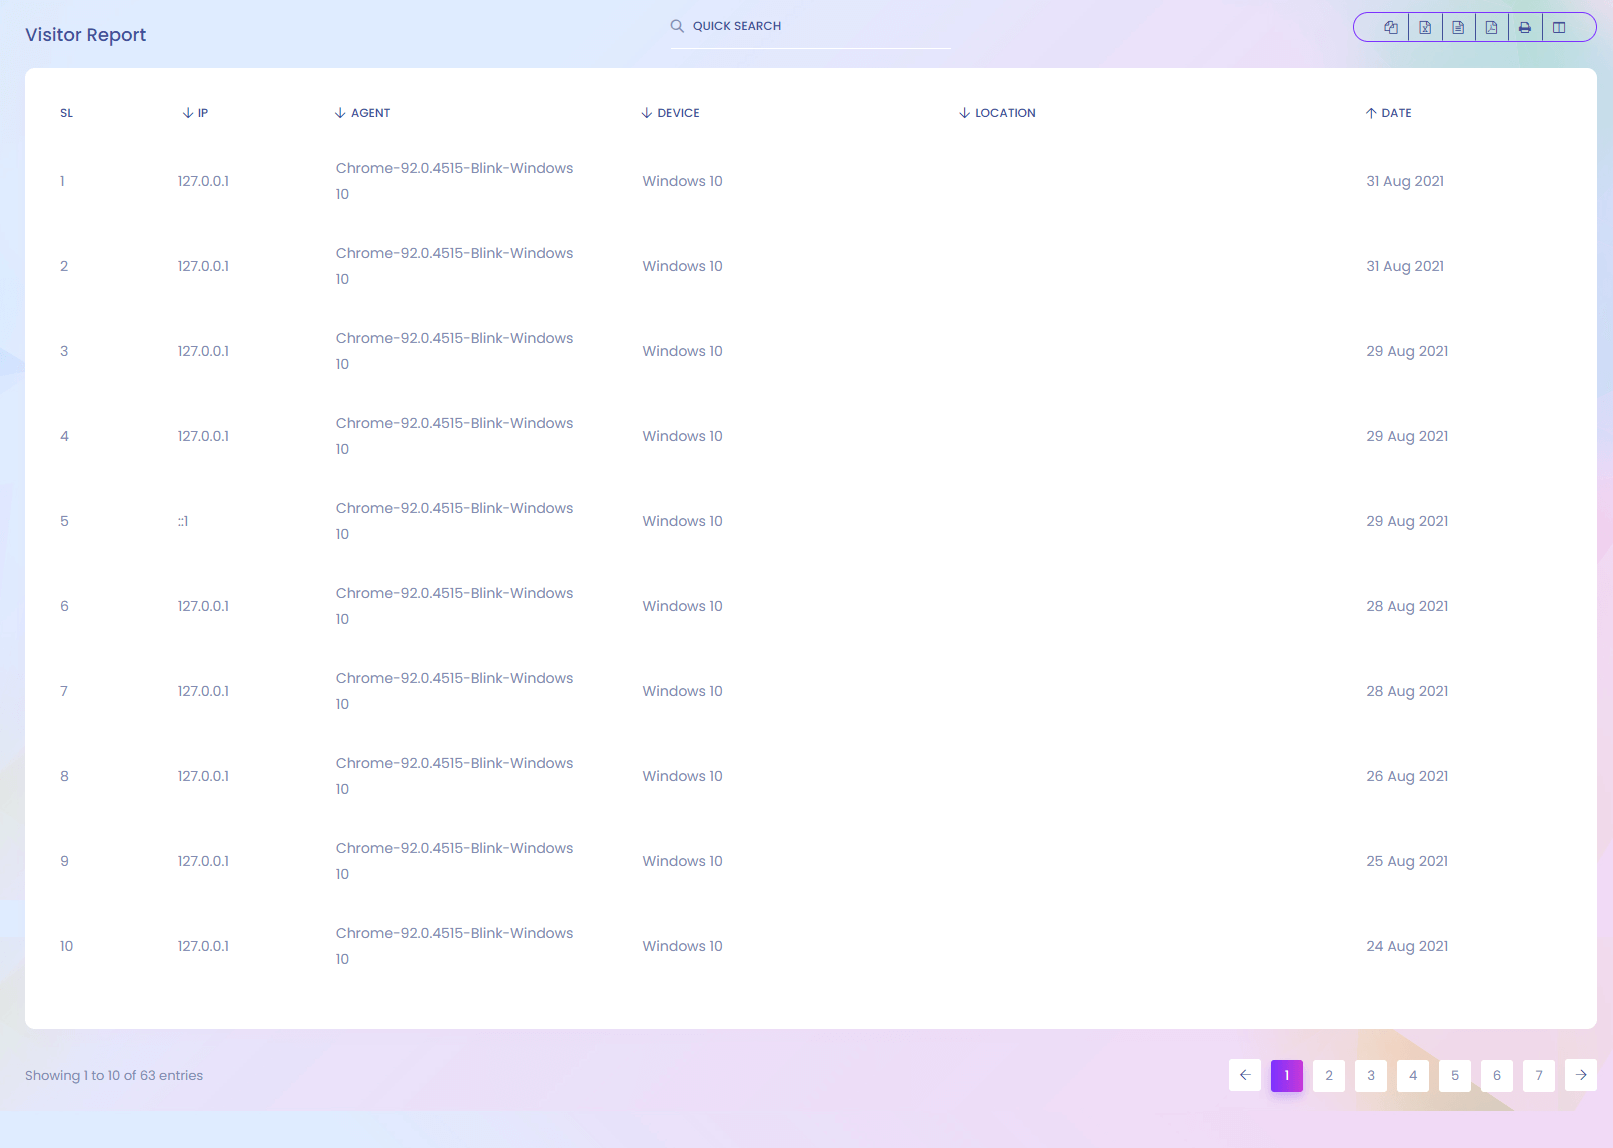 Visitor Report
QUICK SEARCH
SL IP AGENT DEVICE LOCATION DATE
1 127.0.0.1 Chrome-92.0.4515-Blink-Windows 10 Windows 10 31 Aug 2021
2 127.0.0.1 Chrome-92.0.4515-Blink-Windows 10 Windows 10 31 Aug 2021
3 127.0.0.1 Chrome-92.0.4515-Blink-Windows 10 Windows 10 29 Aug 2021
4 127.0.0.1 Chrome-92.0.4515-Blink-Windows 10 Windows 10 29 Aug 2021
5 ::1 Chrome-92.0.4515-Blink-Windows 10 Windows 10 29 Aug 2021
6 127.0.0.1 Chrome-92.0.4515-Blink-Windows 10 Windows 10 28 Aug 2021
7 127.0.0.1 Chrome-92.0.4515-Blink-Windows 10 Windows 10 28 Aug 2021
8 127.0.0.1 Chrome-92.0.4515-Blink-Windows 10 Windows 10 26 Aug 2021
9 127.0.0.1 Chrome-92.0.4515-Blink-Windows 10 Windows 10 25 Aug 2021
10 127.0.0.1 Chrome-92.0.4515-Blink-Windows 10 Windows 10 24 Aug 2021
Showing 1 to 10 of 63 entries
1 2 3 4 5 6 7